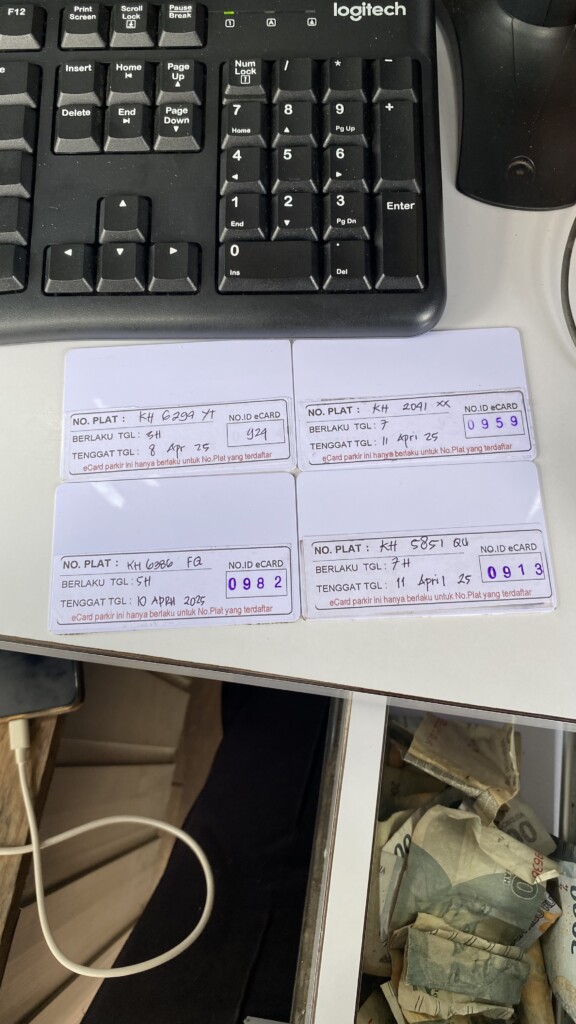 F12
Print Screen
Scroll Lock
Pause Break
1
A
logitech
Insert
Home
Page Up
Num Lock
/
*
-
Delete
End
Page Down
7 Home
8
9 Pg Up
+
4
5
6
1 End
2
3 Pg Dn
Enter
0 Ins
. Del
NO. PLAT : KH 6299 YT
NO.ID eCARD
BERLAKU TGL : 5H
924
TENGGAT TGL : 8 Apr 25
eCard parkir ini hanya berlaku untuk No.Plat yang terdaftar
NO. PLAT : KH 2091 XX
NO.ID eCARD
BERLAKU TGL : 7
0959
TENGGAT TGL : 11 April 25
eCard parkir ini hanya berlaku untuk No.Plat yang terdaftar
NO. PLAT : KH 6386 FQ
NO.ID eCARD
BERLAKU TGL : 5H
0982
TENGGAT TGL : 10 APRIL 2025
eCard parkir ini hanya berlaku untuk No.Plat yang terdaftar
NO. PLAT : KH 5851 QU
NO.ID eCARD
BERLAKU TGL : 7H
0913
TENGGAT TGL : 11 April 25
eCard parkir ini hanya berlaku untuk No.Plat yang terdaftar